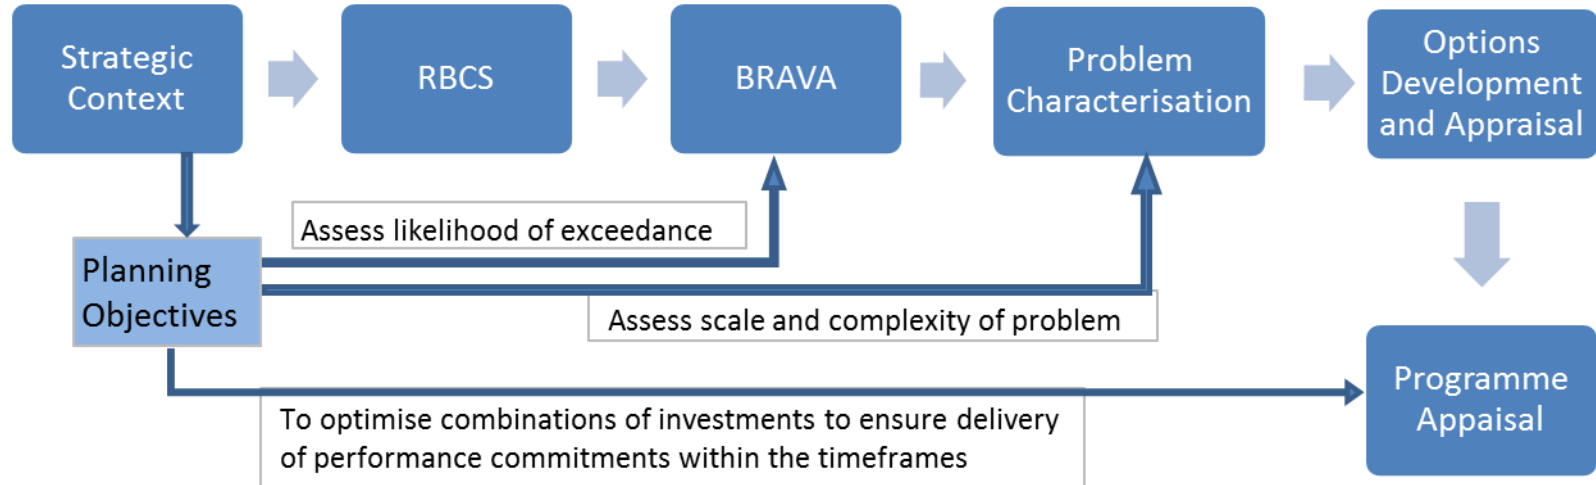 Strategic
Context
RBCS
BRAVA
Problem
Characterisation
Options
Development
and Appraisal
Assess likelihood of exceedance
Planning
Objectives
Assess scale and complexity of problem
To optimise combinations of investments to ensure delivery
of performance commitments within the timeframes
Programme
Appaisal